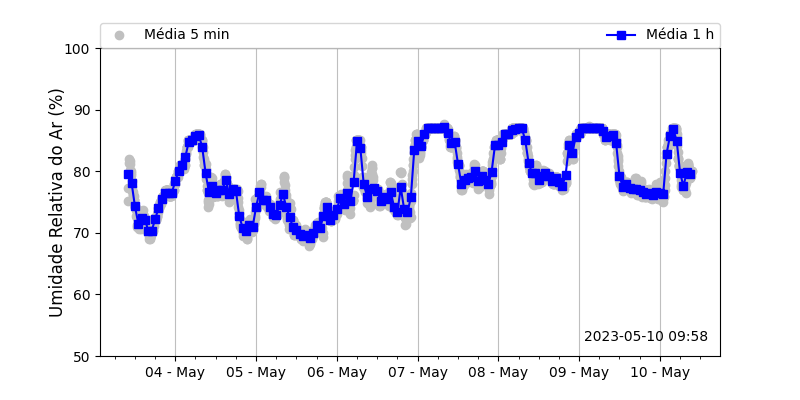 Média 5 min
Média 1 h
Umidade Relativa do Ar (%)
100
90
80
70
60
50
2023-05-10 09:58
04 - May
05 - May
06 - May
07 - May
08 - May
09 - May
10 - May